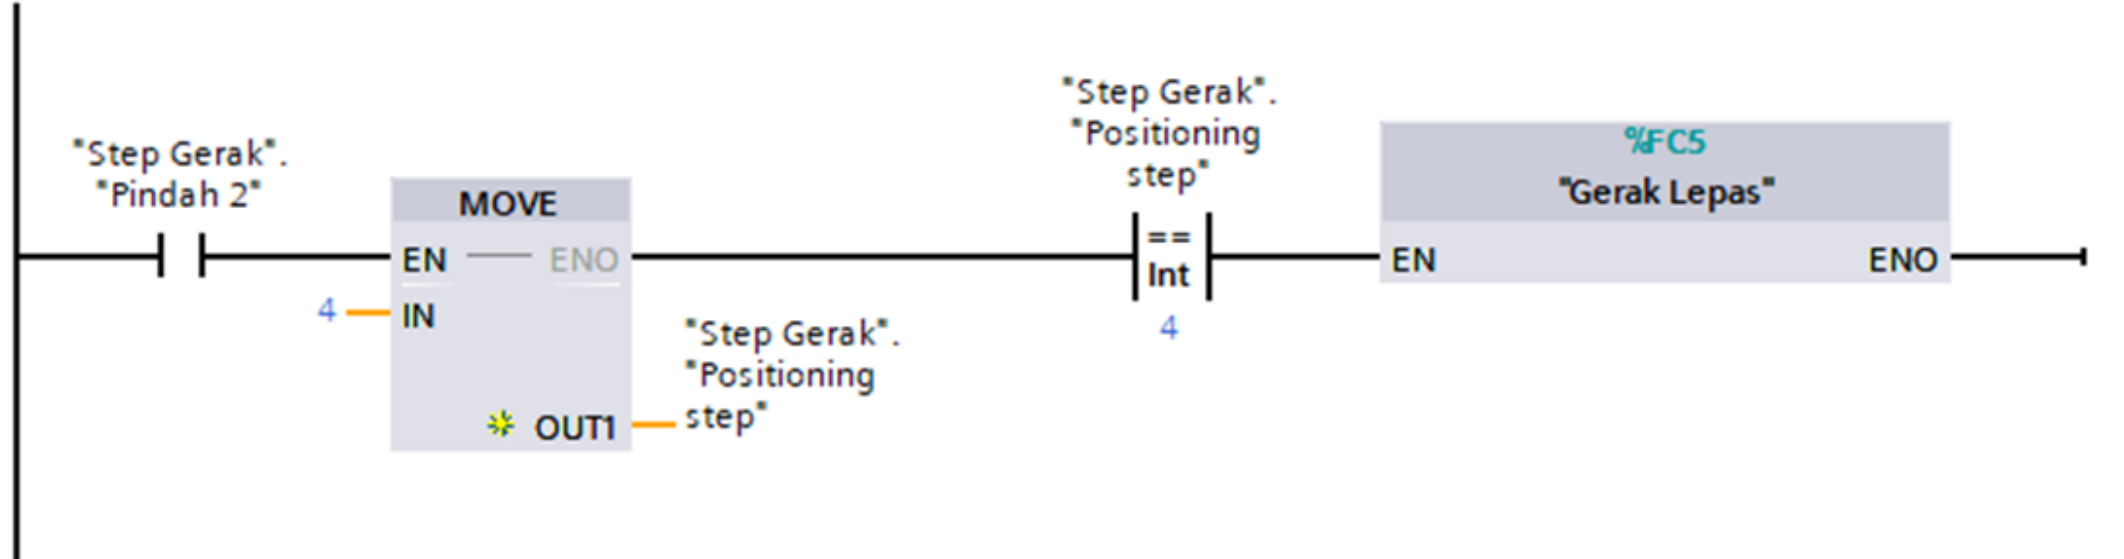 "Step Gerak".
"Pindah 2"
MOVE
EN
ENO
4
IN
OUT1
"Step Gerak".
"Positioning
step"
"Step Gerak".
"Positioning
step"
==
Int
4
%FC5
"Gerak Lepas"
EN
ENO